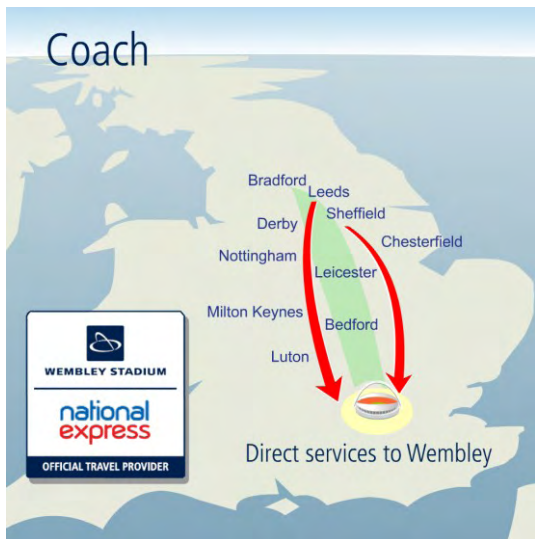 Coach
Bradford
Leeds
Sheffield
Derby
Chesterfield
Nottingham
Leicester
Milton Keynes
Bedford
Luton
WEMBLEY STADIUM
national
express
OFFICIAL TRAVEL PROVIDER
Direct services to Wembley